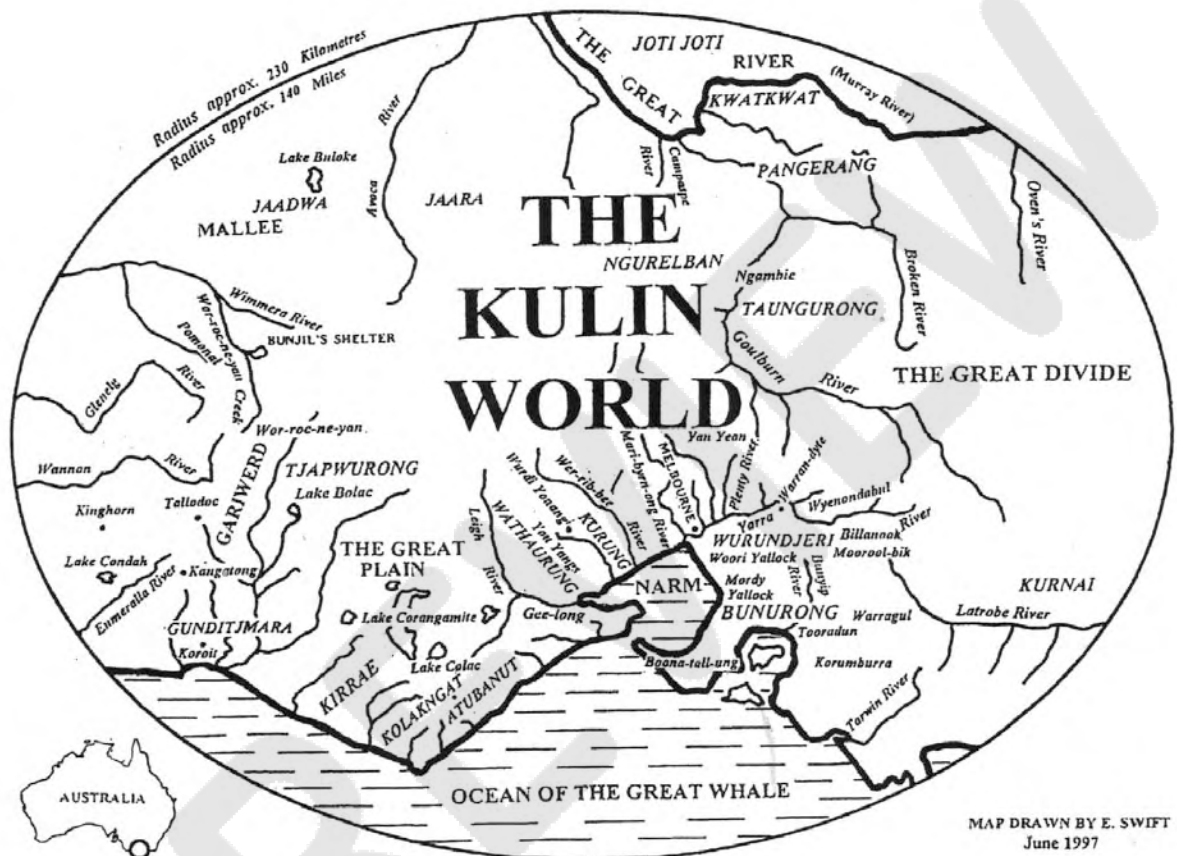 Radius approx. 230 Kilometres
Radius approx. 140 Miles
THE GREAT
JOTI JOTI
RIVER
(Murray River)
KWATKWAT
Lake Buloke
JAADWA
MALLEE
Avoca River
JAARA
River
Campaspe
PANGERANG
Oven's River
THE
KULIN
WORLD
NGURELBAN
Ngambie
TAUNGURONG
Broken River
Goulburn River
THE GREAT DIVIDE
Wimmera River
Wor-roc-ne-yan Creek
Pomonal
BUNJIL'S SHELTER
Glenelg River
Wor-roc-ne-yan
Wannon River
GARIWERD
TJAPWURONG
Kinghorn
Tallodoc
Lake Bolac
Lake Condah
Kangatong
Eumeralla River
GUNDITJMARA
Koroit
THE GREAT
PLAIN
Lake Corangamite
Lake Colac
KIRRAE
KOLAKNGAT
ATUBANUT
Leigh River
WATHAURUNG
Wurdi Youang
You Yangs
KURUNG
Wer-rib-ber River
Mari-byrn-ong River
MELBOURNE
Yan Yean
Plenty River
Warran-dyte
Yarra
Wyenondabul
River
WURUNDJERI
Billanook
Woori Yallock
Moorool-bik
Bunyip River
Gee-long
NARM
Mordy
Yallock
BUNURONG
Warragul
KURNAI
Latrobe River
Tooradun
Boona-tall-ung
Korumburra
Tarwin River
OCEAN OF THE GREAT WHALE
AUSTRALIA
MAP DRAWN BY E. SWIFT
June 1997